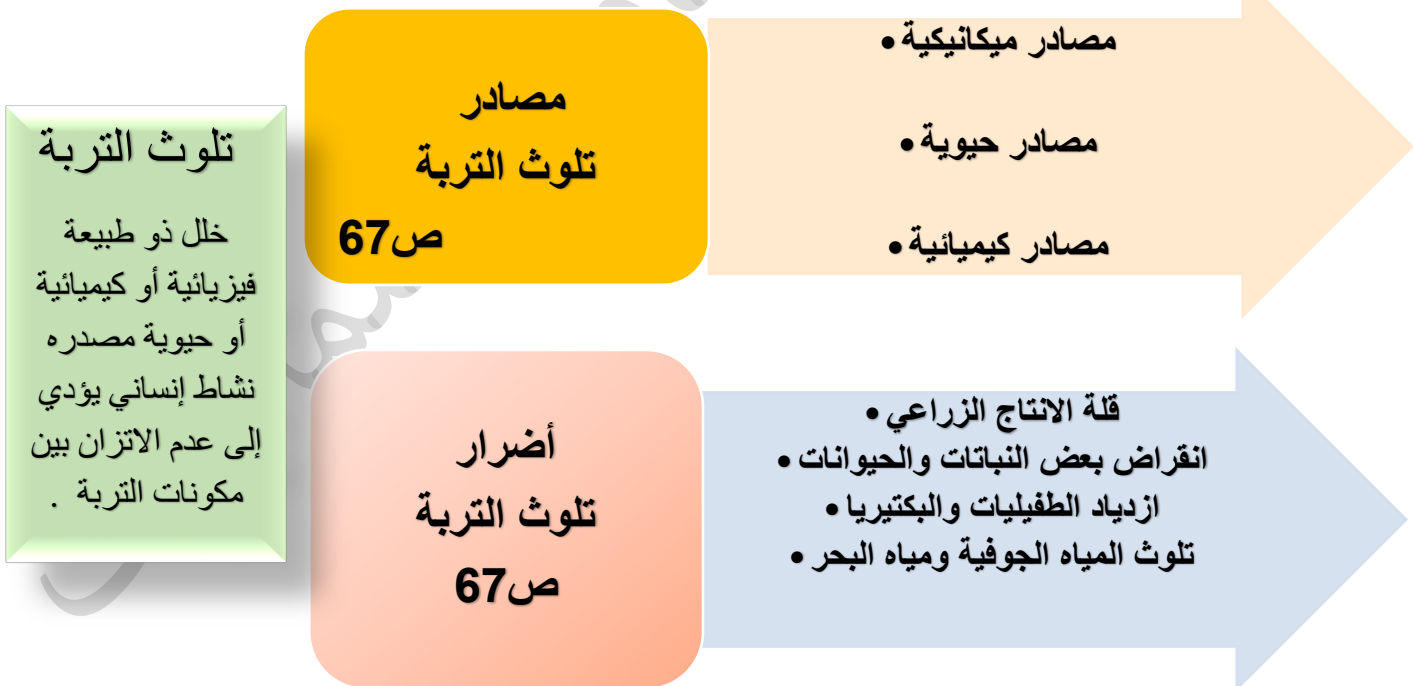 تلوث التربة
خلل ذو طبيعة
فيزيائية أو كيميائية
أو حيوية مصدره
نشاط إنساني يؤدي
إلى عدم الاتزان بين
مكونات التربة .
مصادر
تلوث التربة
ص67
مصادر ميكانيكية •
مصادر حيوية •
مصادر كيميائية •
أضرار
تلوث التربة
ص67
قلة الانتاج الزراعي •
انقراض بعض النباتات والحيوانات •
ازدياد الطفيليات والبكتيريا •
تلوث المياه الجوفية ومياه البحر •